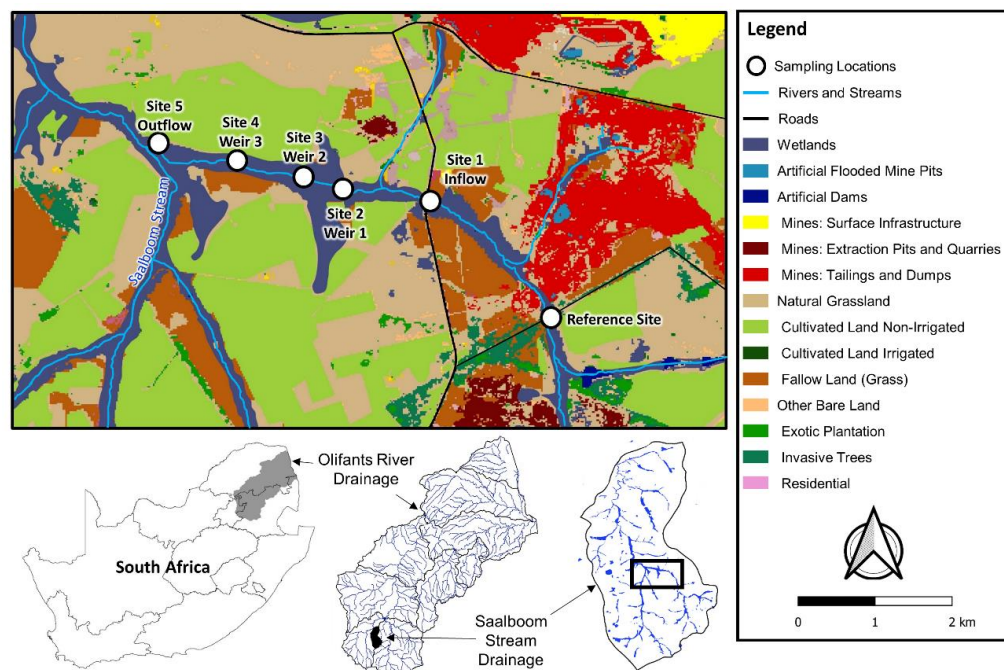 Site 5
Outflow
Site 4
Weir 3
Site 3
Weir 2
Site 2
Weir 1
Site 1
Inflow
Reference Site
Saalboom Stream
Legend
Sampling Locations
Rivers and Streams
Roads
Wetlands
Artificial Flooded Mine Pits
Artificial Dams
Mines: Surface Infrastructure
Mines: Extraction Pits and Quarries
Mines: Tailings and Dumps
Natural Grassland
Cultivated Land Non-Irrigated
Cultivated Land Irrigated
Fallow Land (Grass)
Other Bare Land
Exotic Plantation
Invasive Trees
Residential
0 1 2 km
Olifants River
Drainage
South Africa
Saalboom
Stream
Drainage